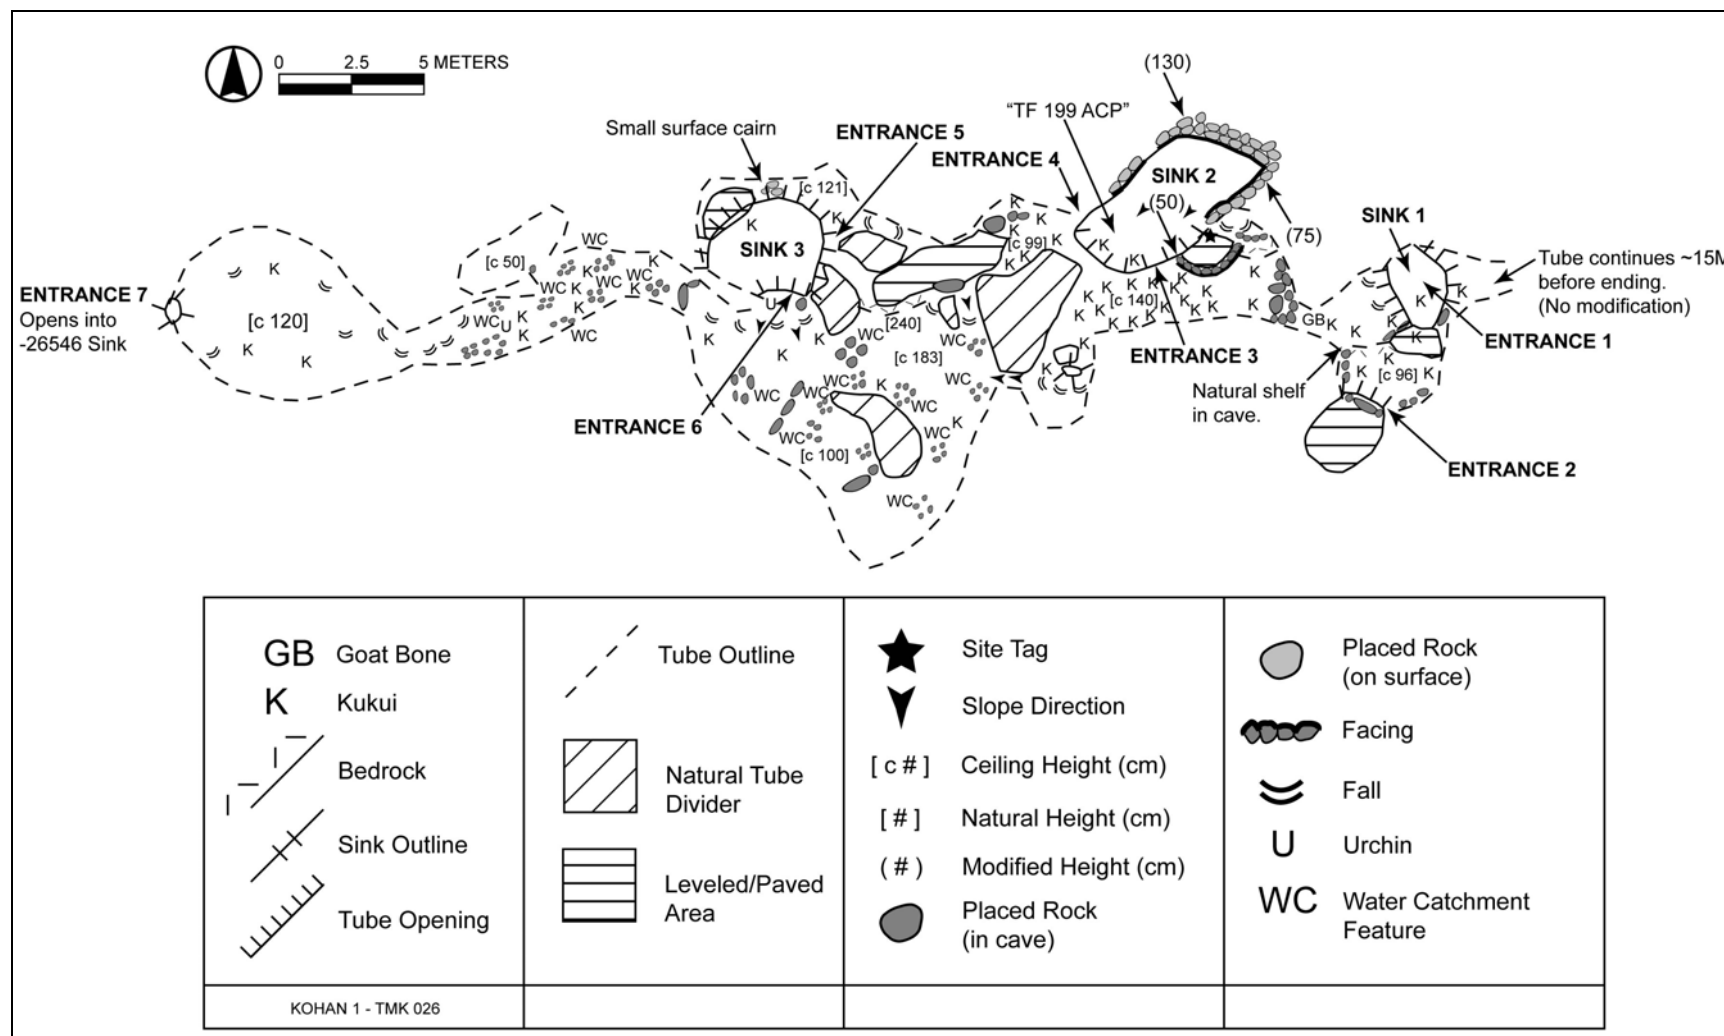 0 2.5 5 METERS
(130)
"TF 199 ACP"
Small surface cairn
ENTRANCE 5
ENTRANCE 4
SINK 2
(50)
(75)
SINK 1
Tube continues ~15M
before ending.
(No modification)
[c 121]
K
SINK 3
[c 99]
[c 50]
WC
ENTRANCE 7
Opens into
-26546 Sink
[c 120]
U
[240]
[c 140]
GB
ENTRANCE 3
ENTRANCE 1
[c 183]
Natural shelf
in cave.
[c 96]
ENTRANCE 6
[c 100]
ENTRANCE 2
GB Goat Bone
K Kukui
Bedrock
Sink Outline
Tube Opening
Tube Outline
Natural Tube
Divider
Leveled/Paved
Area
Site Tag
Slope Direction
[ c # ] Ceiling Height (cm)
[ # ] Natural Height (cm)
( # ) Modified Height (cm)
Placed Rock
(in cave)
Placed Rock
(on surface)
Facing
Fall
U Urchin
WC Water Catchment
Feature
KOHAN 1 - TMK 026